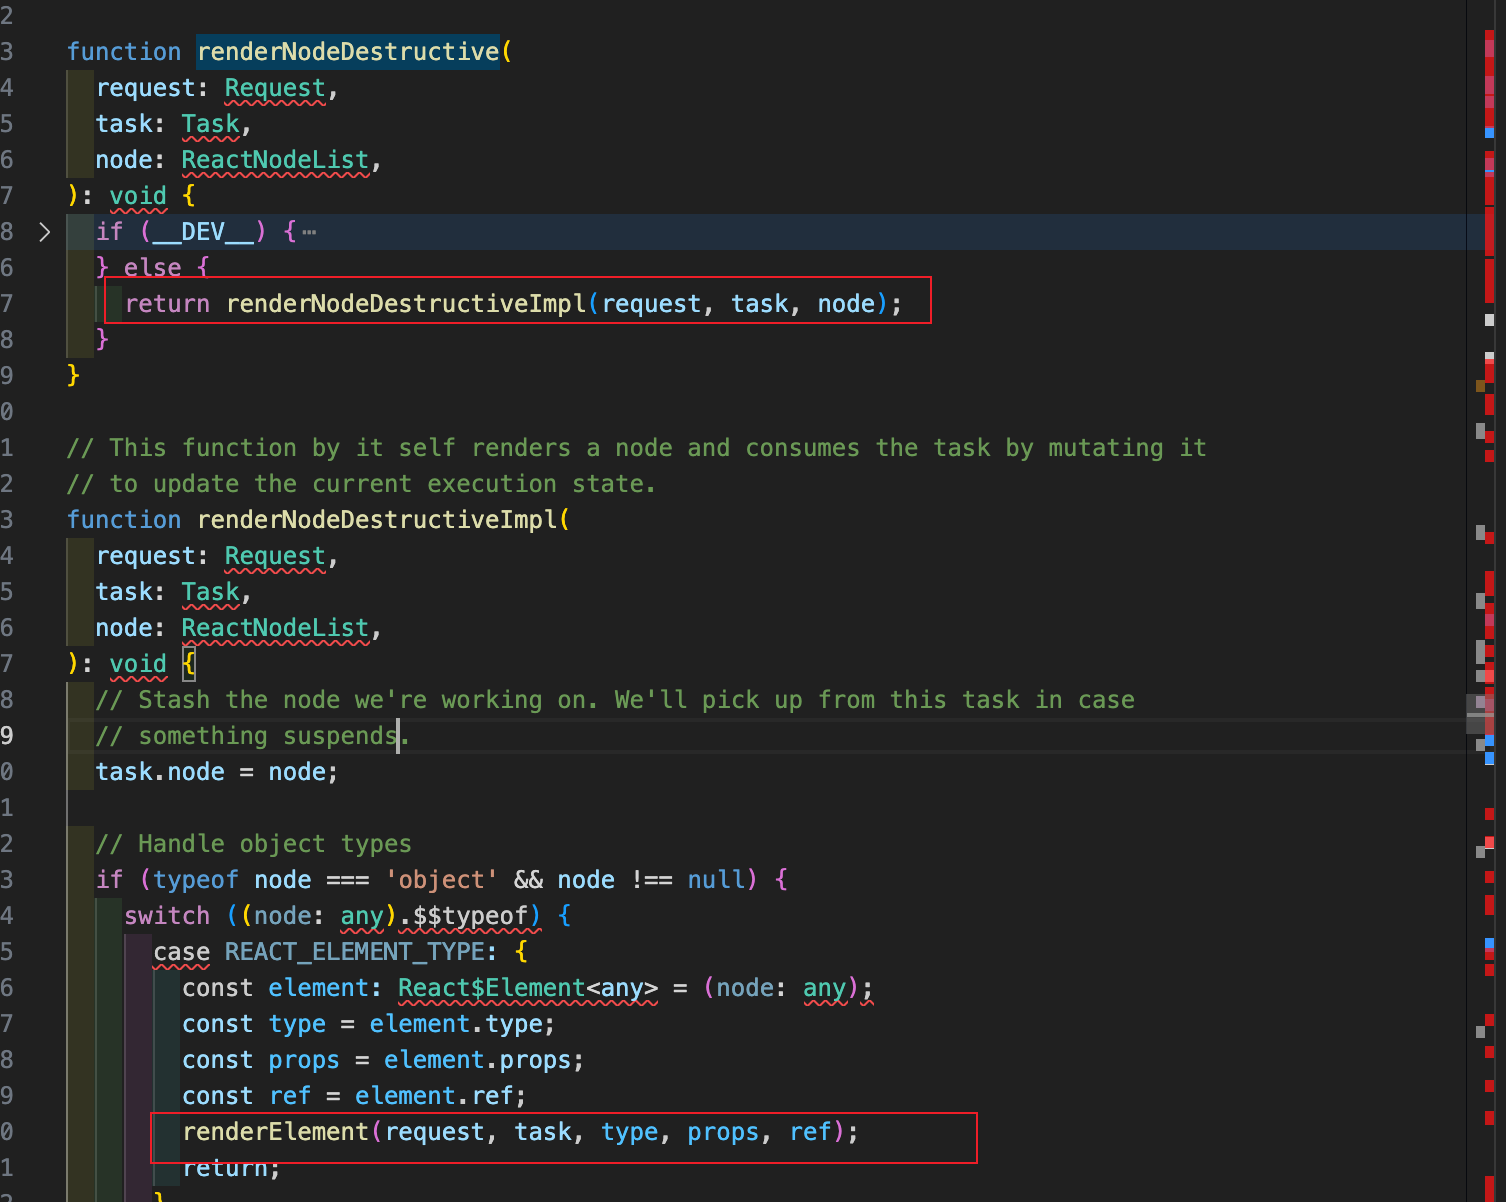 2
3 function renderNodeDestructive(
4 request: Request,
5 task: Task,
6 node: ReactNodeList,
7 ): void {
8 if (__DEV__) {⋯
6 } else {
7 return renderNodeDestructiveImpl(request, task, node);
8 }
9 }
0
1 // This function by it self renders a node and consumes the task by mutating it
2 // to update the current execution state.
3 function renderNodeDestructiveImpl(
4 request: Request,
5 task: Task,
6 node: ReactNodeList,
7 ): void {
8 // Stash the node we're working on. We'll pick up from this task in case
9 // something suspends.
0 task.node = node;
1
2 // Handle object types
3 if (typeof node === 'object' && node !== null) {
4 switch ((node: any).$$typeof) {
5 case REACT_ELEMENT_TYPE: {
6 const element: React$Element<any> = (node: any);
7 const type = element.type;
8 const props = element.props;
9 const ref = element.ref;
0 renderElement(request, task, type, props, ref);
1 return;
2 }